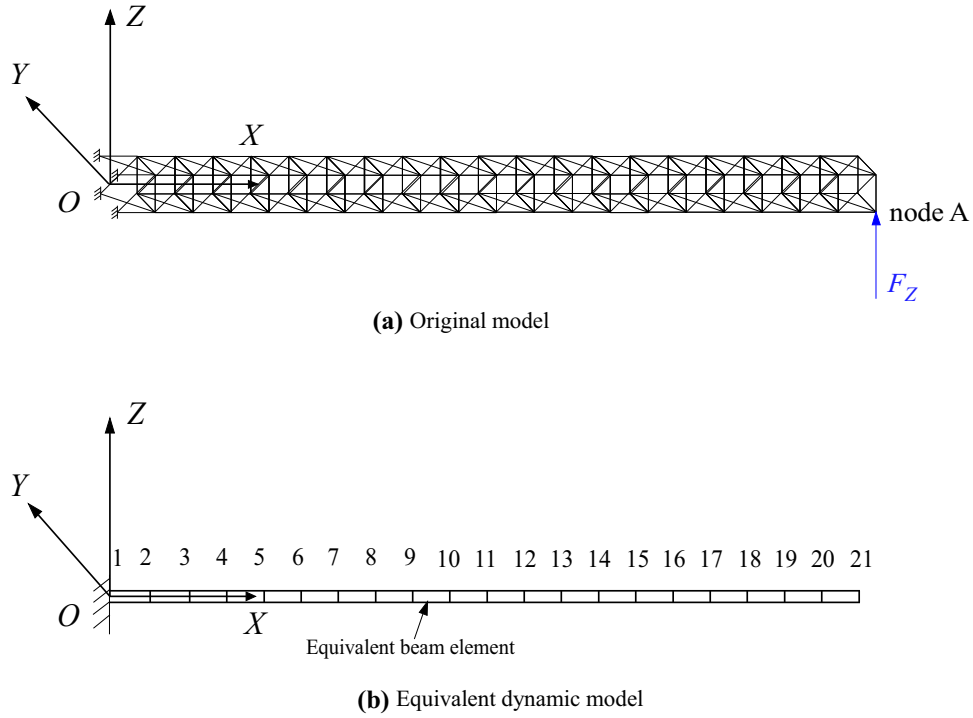 Z
Y
X
O
node A
F_Z
(a) Original model
Z
Y
1 2 3 4 5 6 7 8 9 10 11 12 13 14 15 16 17 18 19 20 21
O
X
Equivalent beam element
(b) Equivalent dynamic model